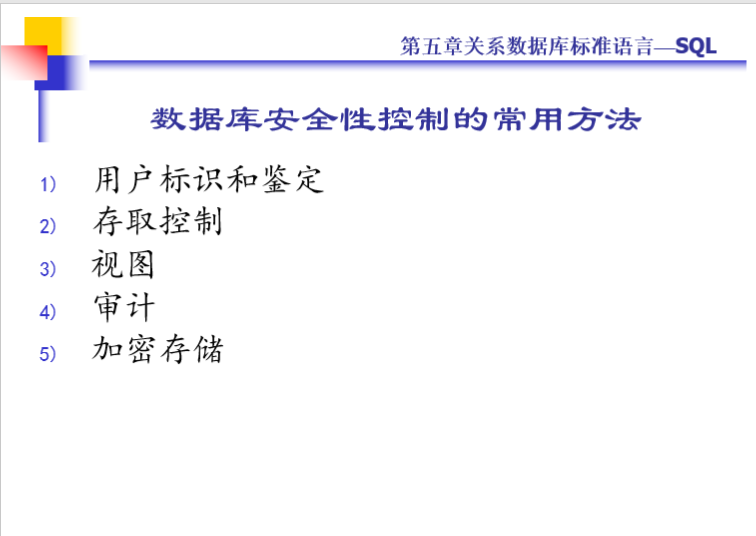 第五章关系数据库标准语言—SQL
数据库安全性控制的常用方法
1) 用户标识和鉴定
2) 存取控制
3) 视图
4) 审计
5) 加密存储